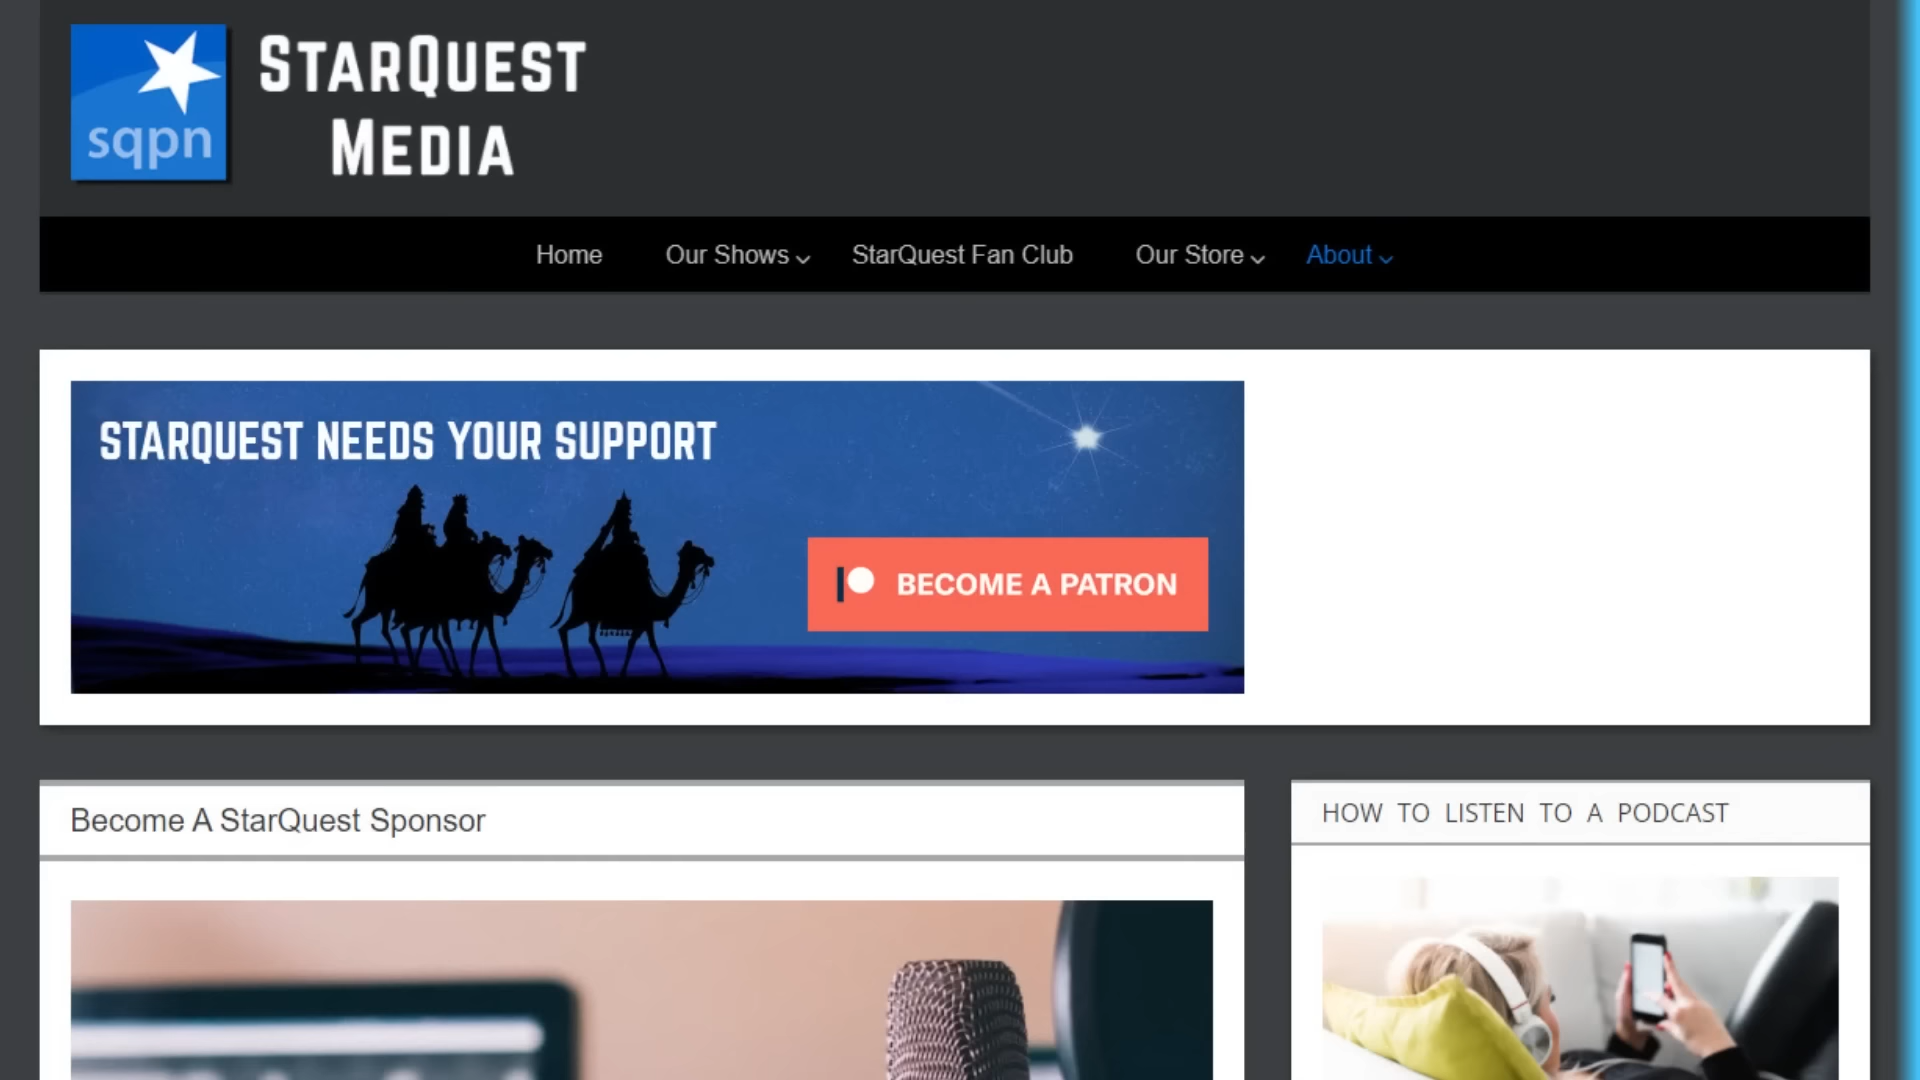 sqpn
STARQUEST
MEDIA
Home Our Shows StarQuest Fan Club Our Store About
STARQUEST NEEDS YOUR SUPPORT
BECOME A PATRON
Become A StarQuest Sponsor
HOW TO LISTEN TO A PODCAST